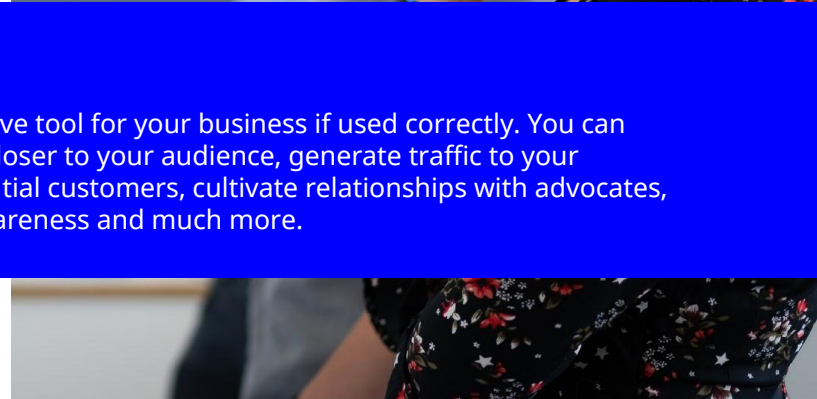 ve tool for your business if used correctly. You can
loser to your audience, generate traffic to your
tial customers, cultivate relationships with advocates,
areness and much more.